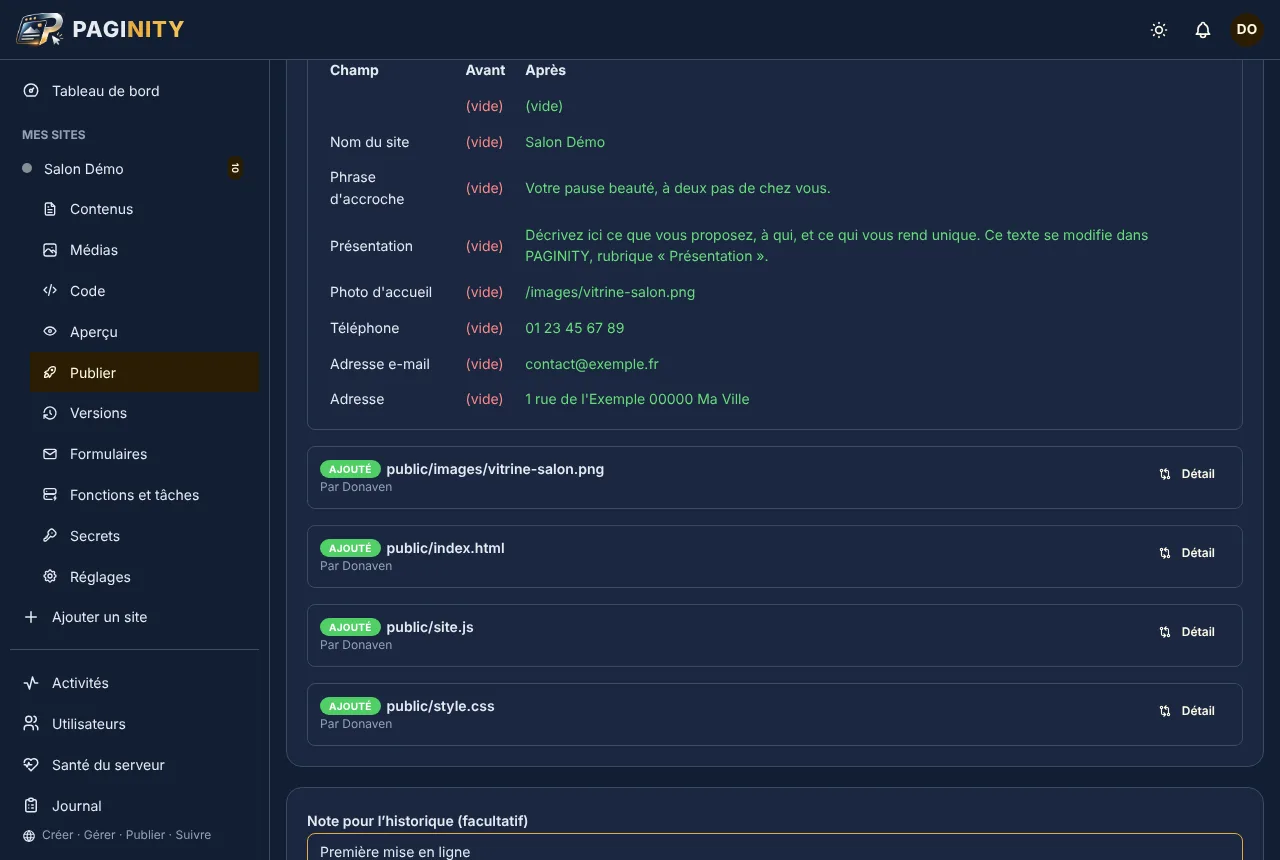 PAGINITY
DO
Tableau de bord
MES SITES
Salon Démo
10
Contenus
Médias
Code
Aperçu
Publier
Versions
Formulaires
Fonctions et tâches
Secrets
Réglages
Ajouter un site
Activités
Utilisateurs
Santé du serveur
Journal
Créer · Gérer · Publier · Suivre
Champ Avant Après
(vide) (vide)
Nom du site (vide) Salon Démo
Phrase
d'accroche (vide) Votre pause beauté, à deux pas de chez vous.
Présentation (vide) Décrivez ici ce que vous proposez, à qui, et ce qui vous rend unique. Ce texte se modifie dans
PAGINITY, rubrique « Présentation ».
Photo d'accueil (vide) /images/vitrine-salon.png
Téléphone (vide) 01 23 45 67 89
Adresse e-mail (vide) contact@exemple.fr
Adresse (vide) 1 rue de l'Exemple 00000 Ma Ville
AJOUTÉ public/images/vitrine-salon.png
Par Donaven
Détail
AJOUTÉ public/index.html
Par Donaven
Détail
AJOUTÉ public/site.js
Par Donaven
Détail
AJOUTÉ public/style.css
Par Donaven
Détail
Note pour l’historique (facultatif)
Première mise en ligne